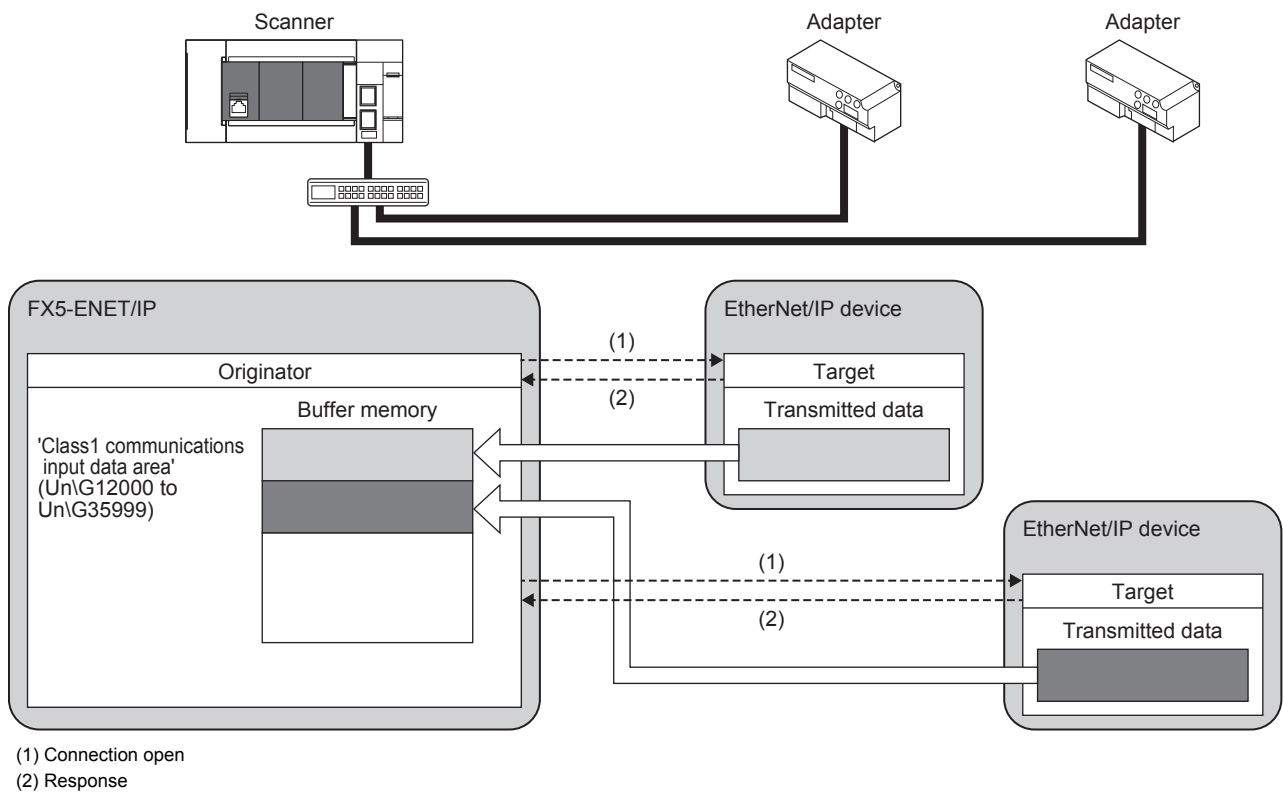 Scanner
Adapter
Adapter
FX5-ENET/IP
Originator
Buffer memory
'Class1 communications
input data area'
(Un\G12000 to
Un\G35999)
(1)
(2)
EtherNet/IP device
Target
Transmitted data
(1)
(2)
EtherNet/IP device
Target
Transmitted data
(1) Connection open
(2) Response